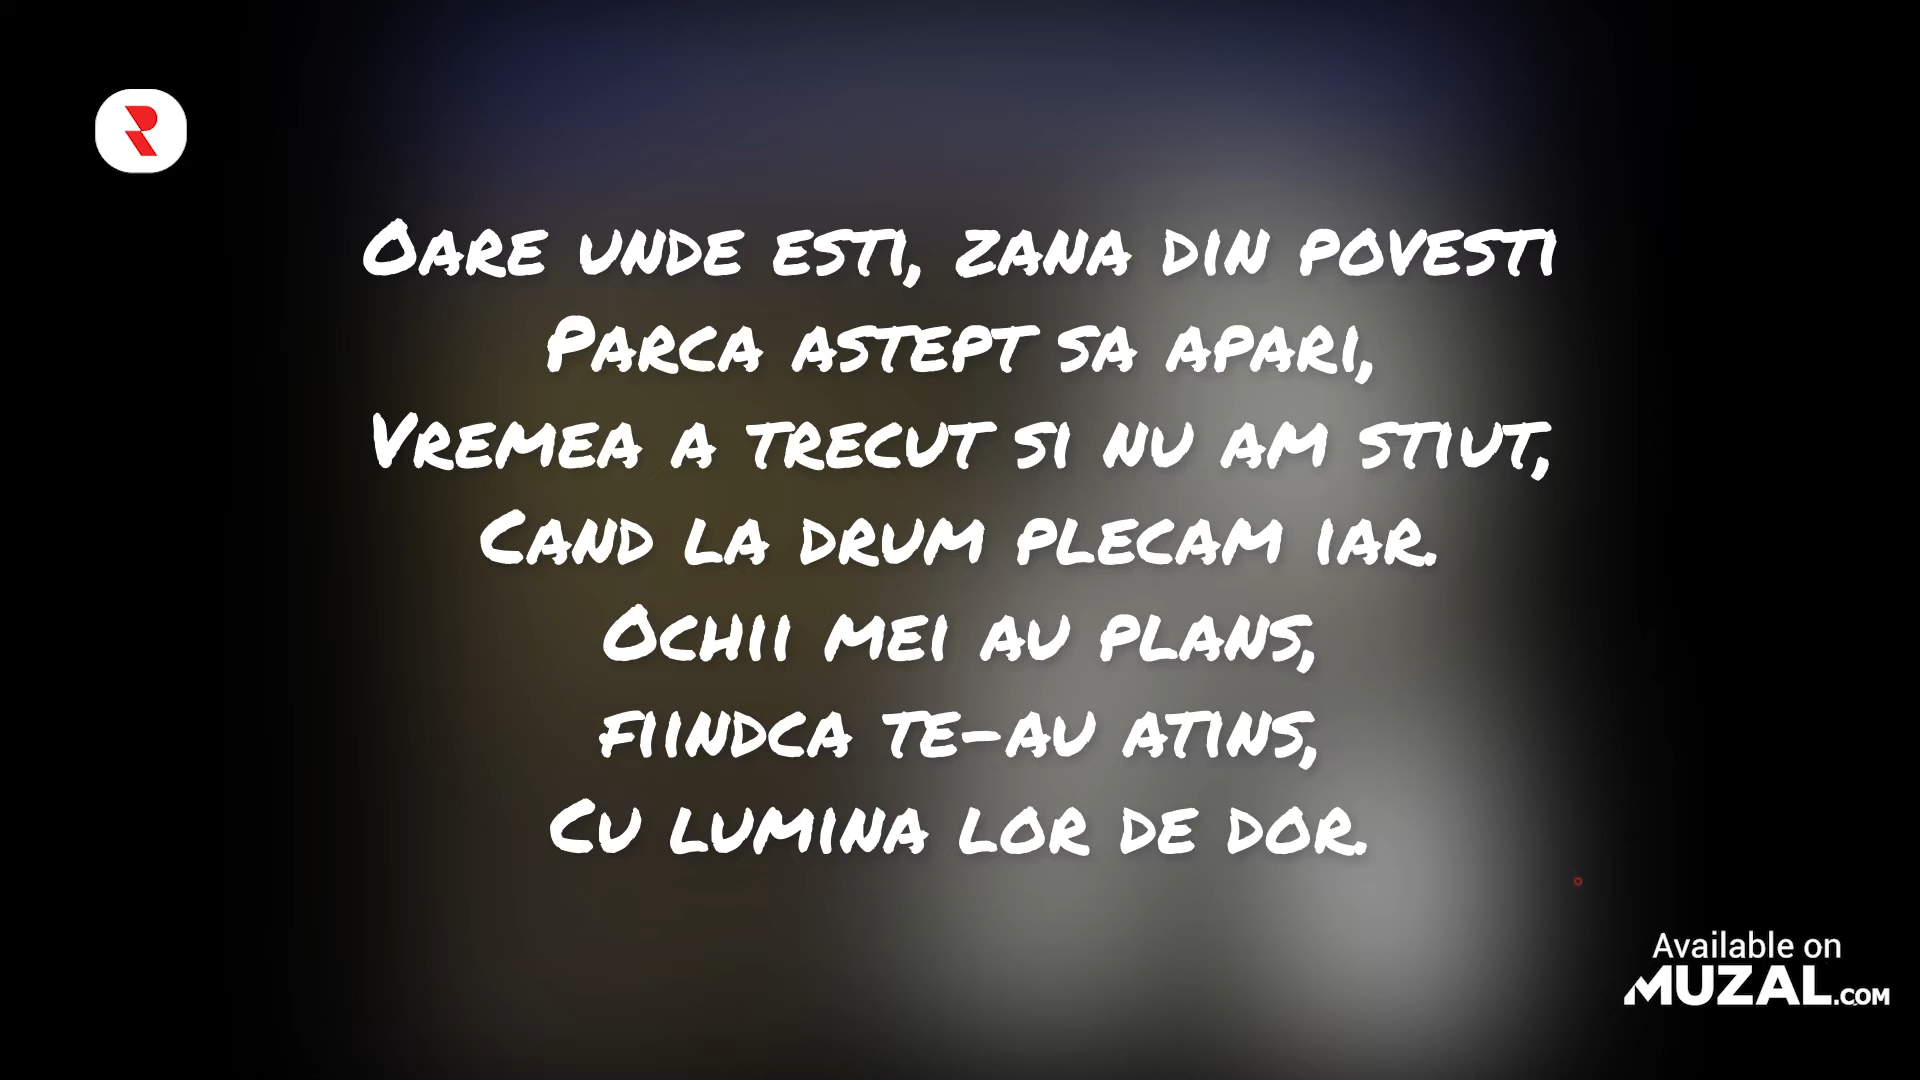 Oare unde esti, zana din povesti
Parca astept sa apari,
Vremea a trecut si nu am stiut,
Cand la drum plecam iar.
Ochii mei au plans,
fiindca te-au atins,
Cu lumina lor de dor.
Available on
MUZAL.COM